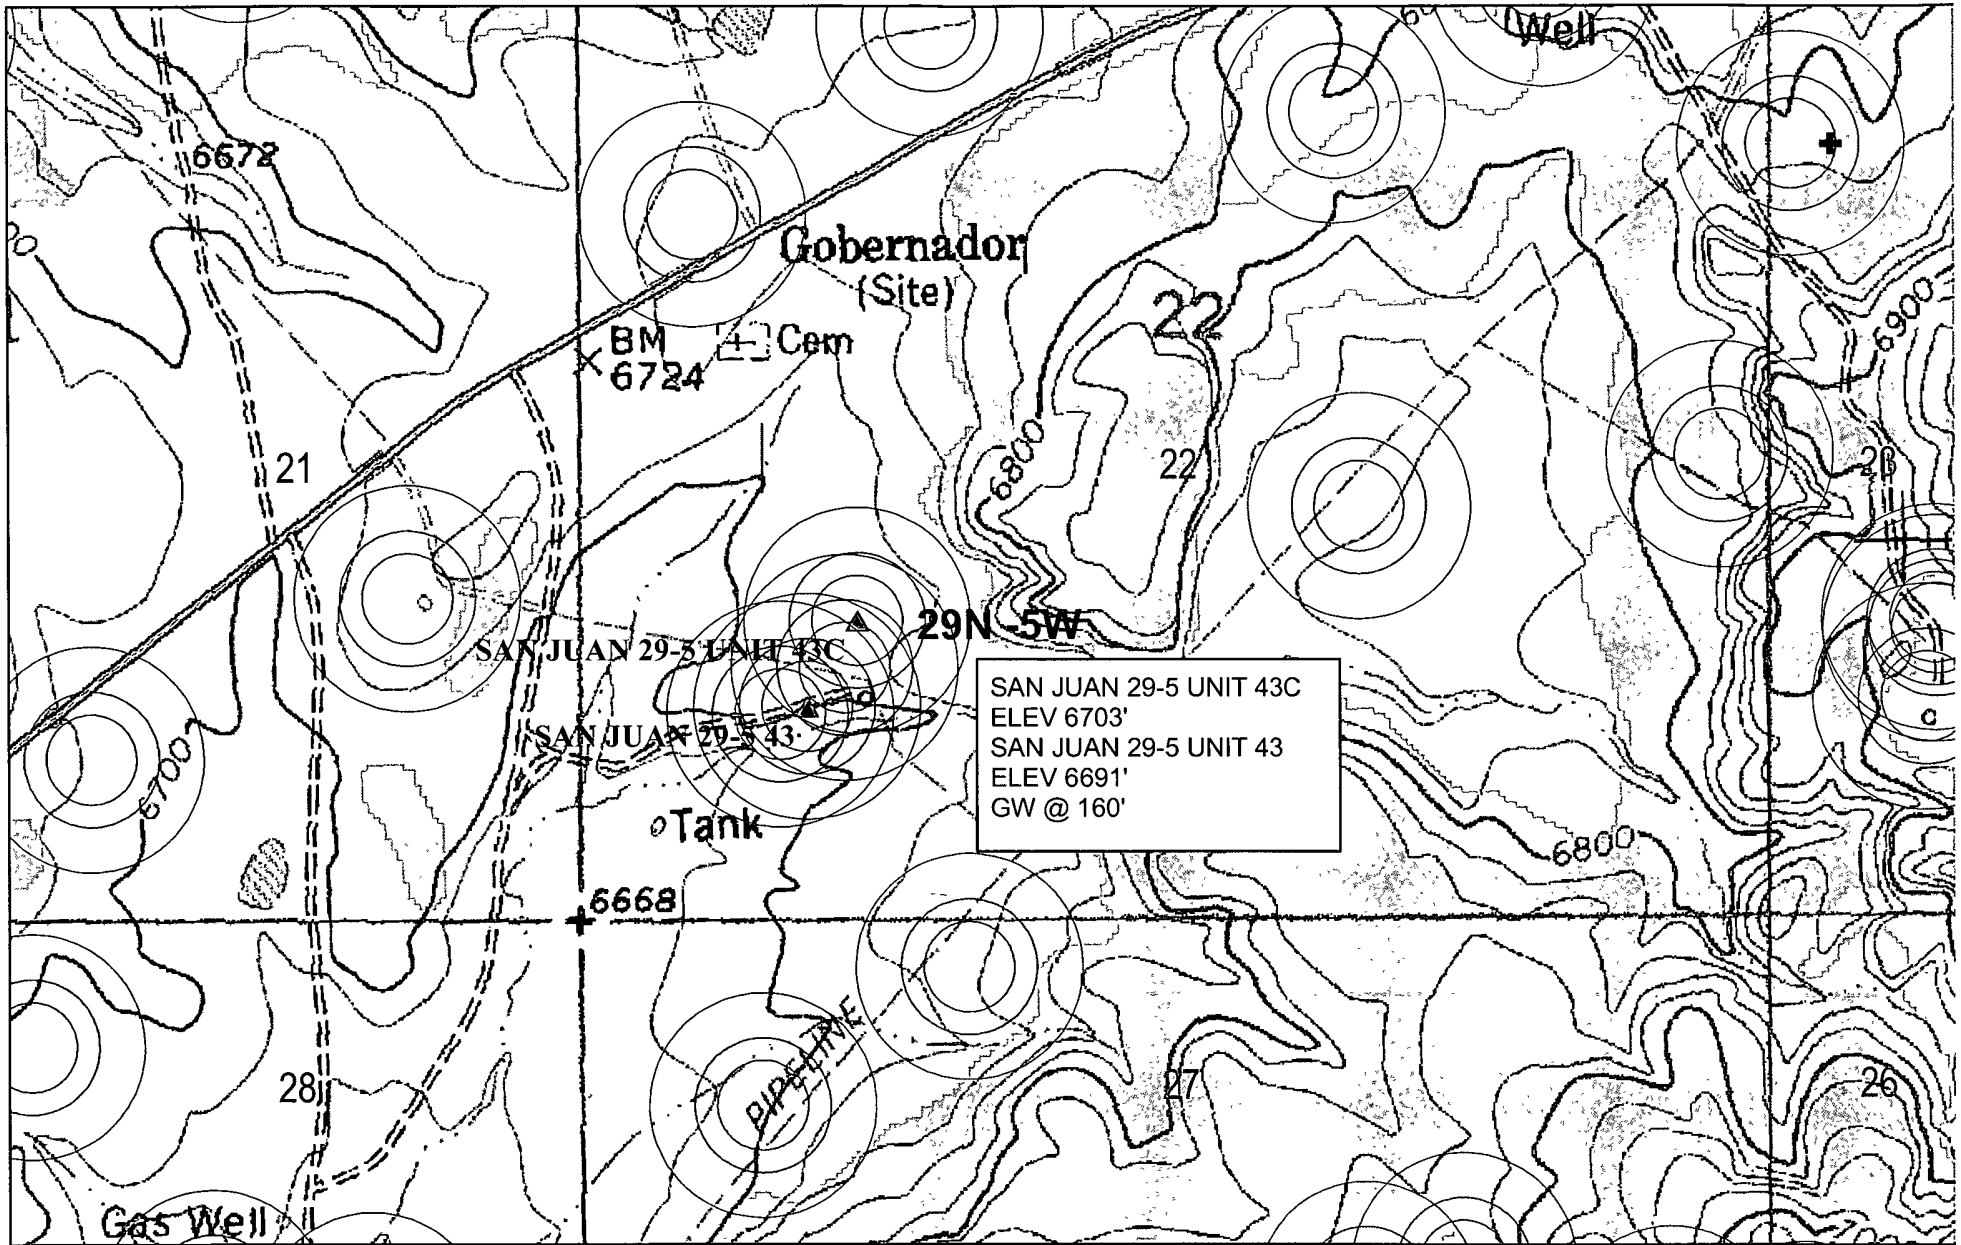 Well
6672
Gobernador
(Site)
22
BM
6724
Cem
6900
21
6800
22
23
29N -5W
SAN JUAN 29-5 UNIT 43C
SAN JUAN 29-5 43
SAN JUAN 29-5 UNIT 43C
ELEV 6703'
SAN JUAN 29-5 UNIT 43
ELEV 6691'
GW @ 160'
6700
Tank
6800
6668
PIPELINE
28
27
26
Gas Well